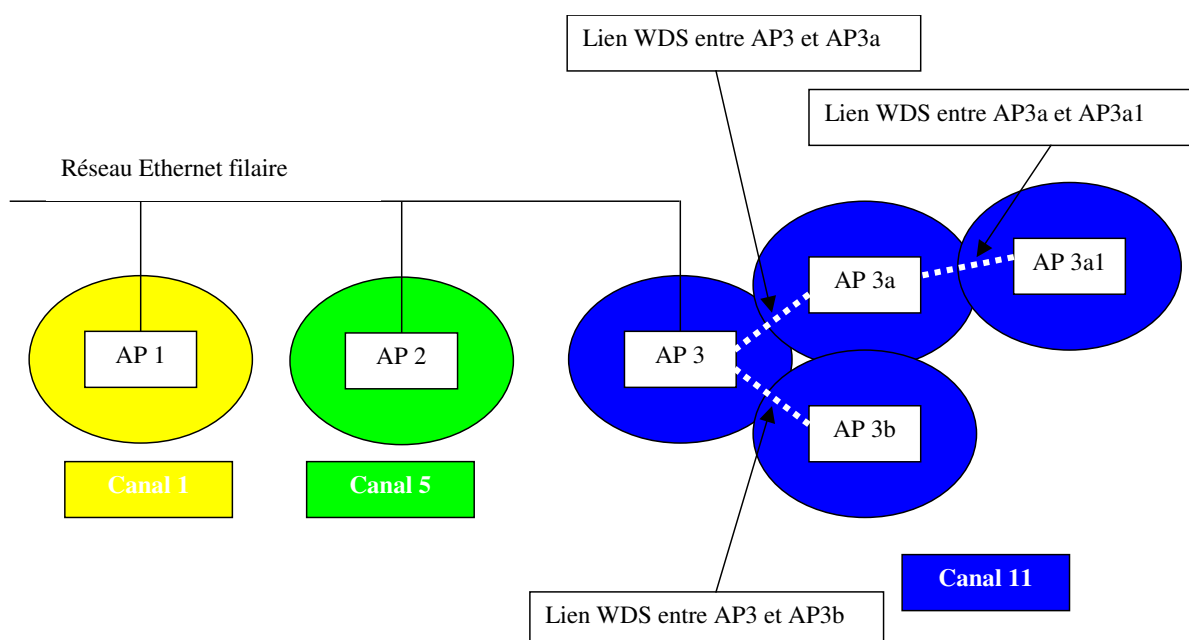 Lien WDS entre AP3 et AP3a
Lien WDS entre AP3a et AP3a1
Réseau Ethernet filaire
AP 3a
AP 3a1
AP 1
AP 2
AP 3
AP 3b
Canal 1
Canal 5
Canal 11
Lien WDS entre AP3 et AP3b